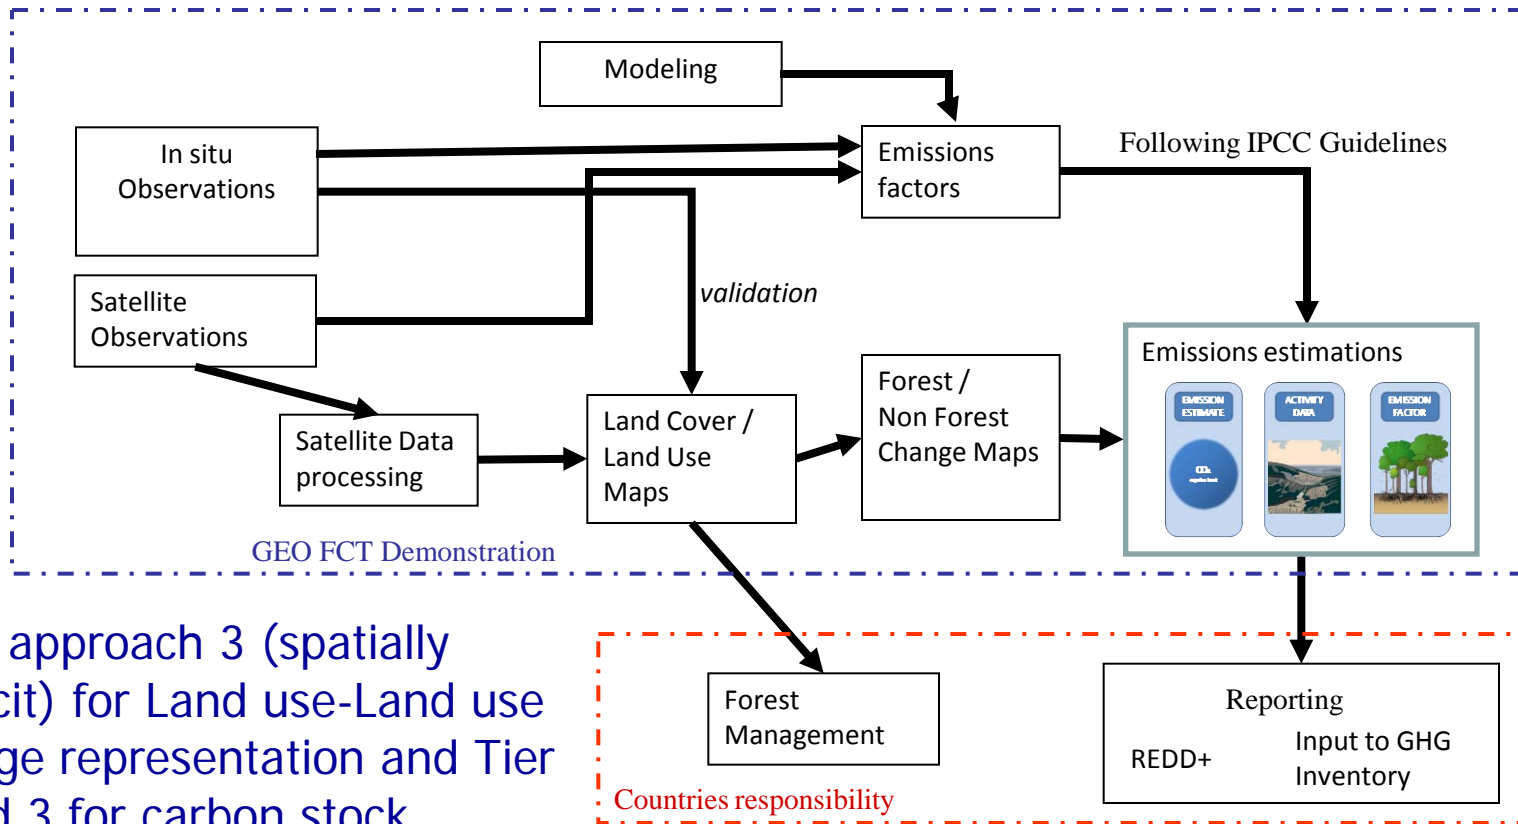 Modeling
In situ
Observations
Emissions
factors
Following IPCC Guidelines
Satellite
Observations
validation
Emissions estimations
EMISSION
ESTIMATE
ACTIVITY
DATA
EMISSION
FACTOR
Forest /
Non Forest
Change Maps
Land Cover /
Land Use
Maps
Satellite Data
processing
GEO FCT Demonstration
approach 3 (spatially
cit) for Land use-Land use
ge representation and Tier
d 3 for carbon stock
Forest
Management
Countries responsibility
Reporting
REDD+
Input to GHG
Inventory